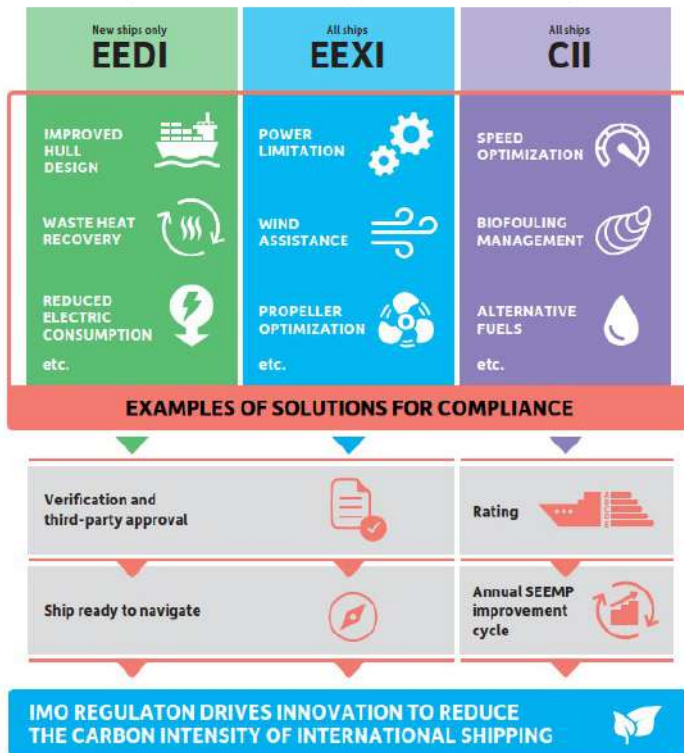 New ships only
EEDI
All ships
EEXI
All ships
CII
IMPROVED
HULL
DESIGN
WASTE HEAT
RECOVERY
REDUCED
ELECTRIC
CONSUMPTION
etc.
POWER
LIMITATION
WIND
ASSISTANCE
PROPELLER
OPTIMIZATION
etc.
SPEED
OPTIMIZATION
BIOFOULING
MANAGEMENT
ALTERNATIVE
FUELS
etc.
EXAMPLES OF SOLUTIONS FOR COMPLIANCE
Verification and
third-party approval
Rating
Ship ready to navigate
Annual SEEMP
improvement
cycle
IMO REGULATON DRIVES INNOVATION TO REDUCE
THE CARBON INTENSITY OF INTERNATIONAL SHIPPING